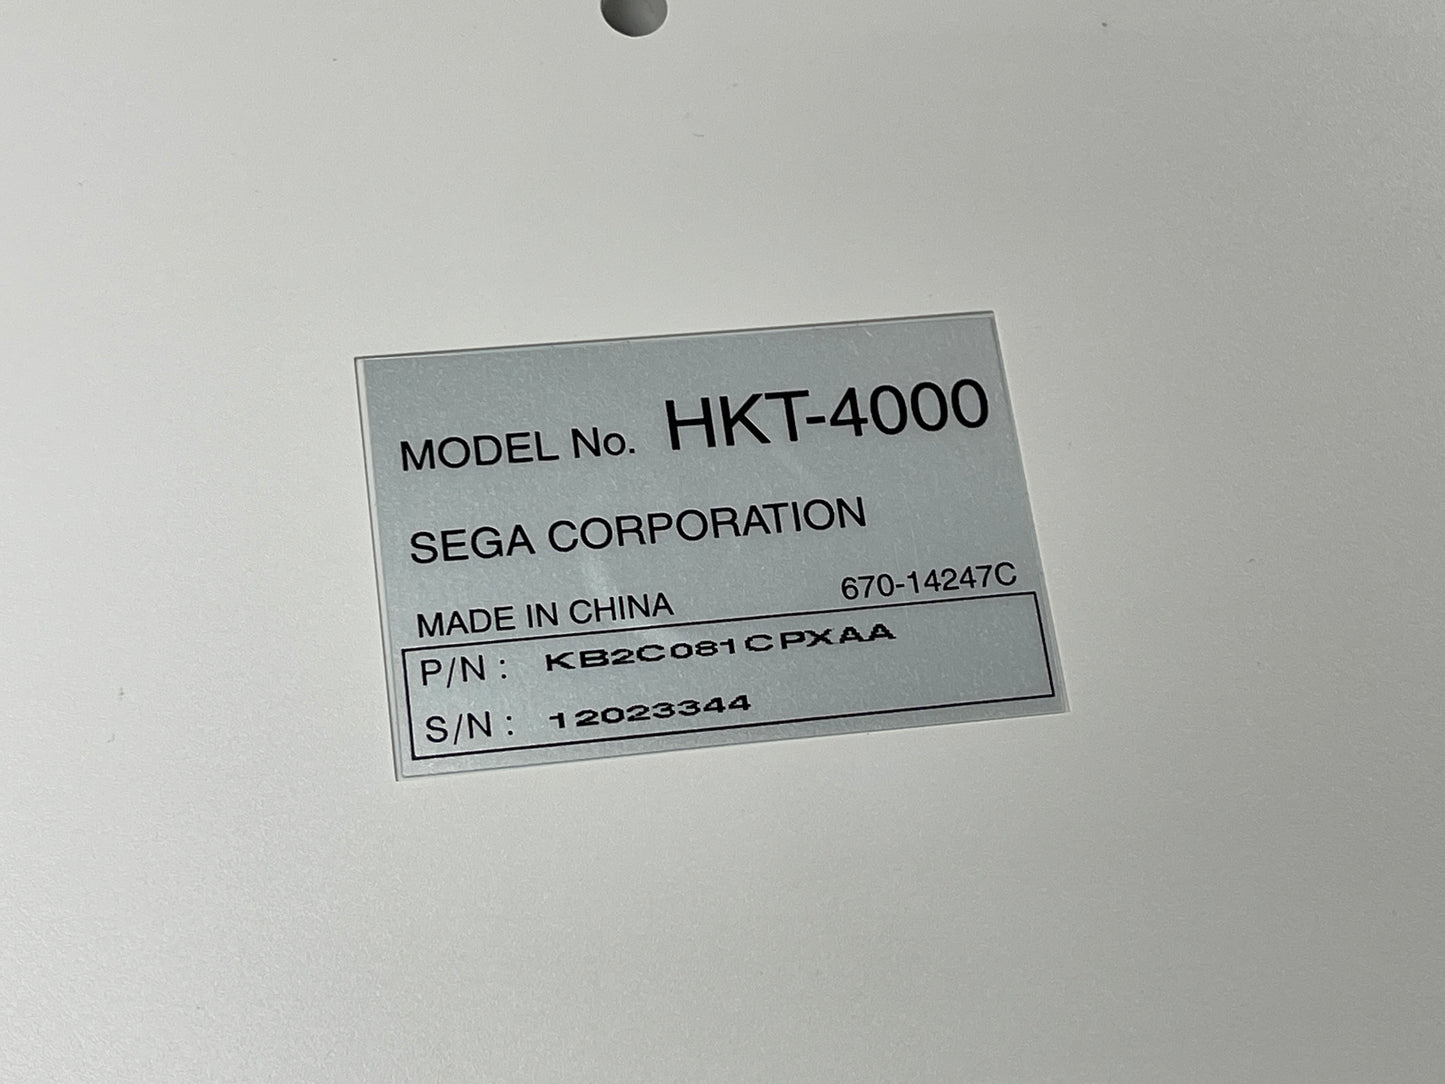 MODEL No. HKT-4000
SEGA CORPORATION
MADE IN CHINA 670-14247C
P/N : KB2C081CPXAA
S/N : 12023344